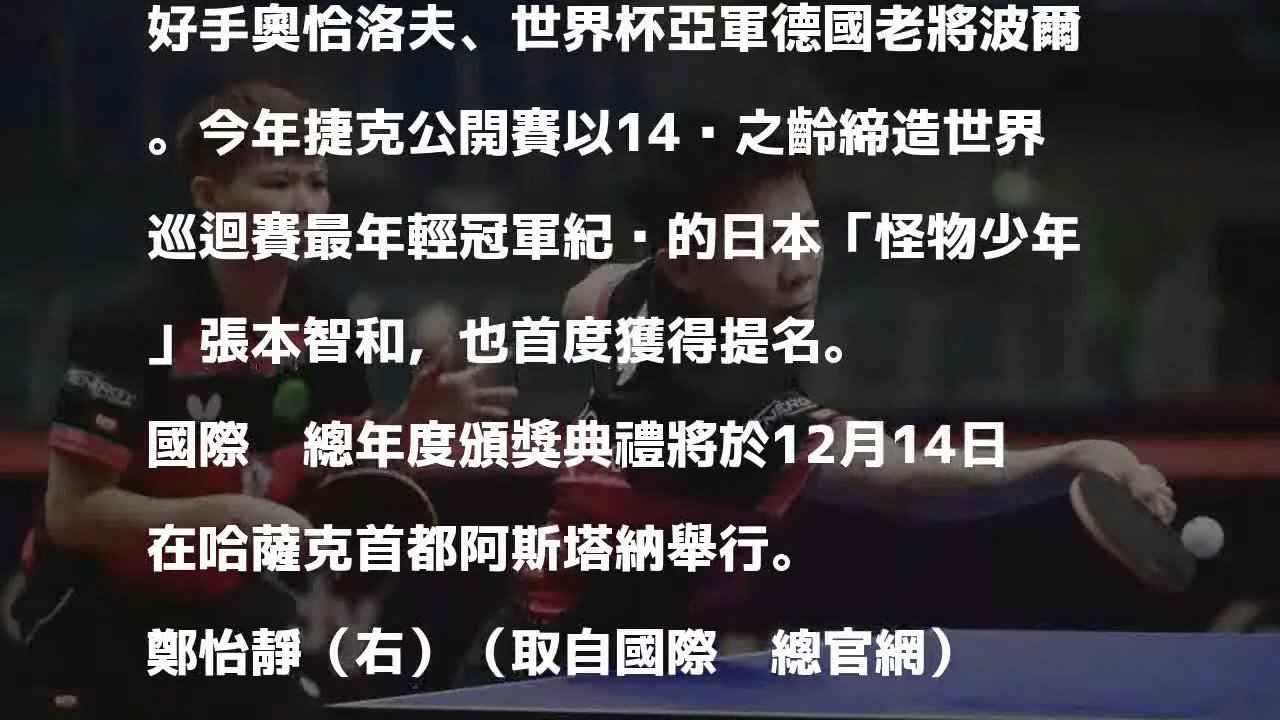 好手奧恰洛夫、世界杯亞軍德國老將波爾
。今年捷克公開賽以14▪之齡締造世界
巡迴賽最年輕冠軍紀▪的日本「怪物少年
」張本智和，也首度獲得提名。
國際　總年度頒獎典禮將於12月14日
在哈薩克首都阿斯塔納舉行。
鄭怡靜（右）（取自國際　總官網）